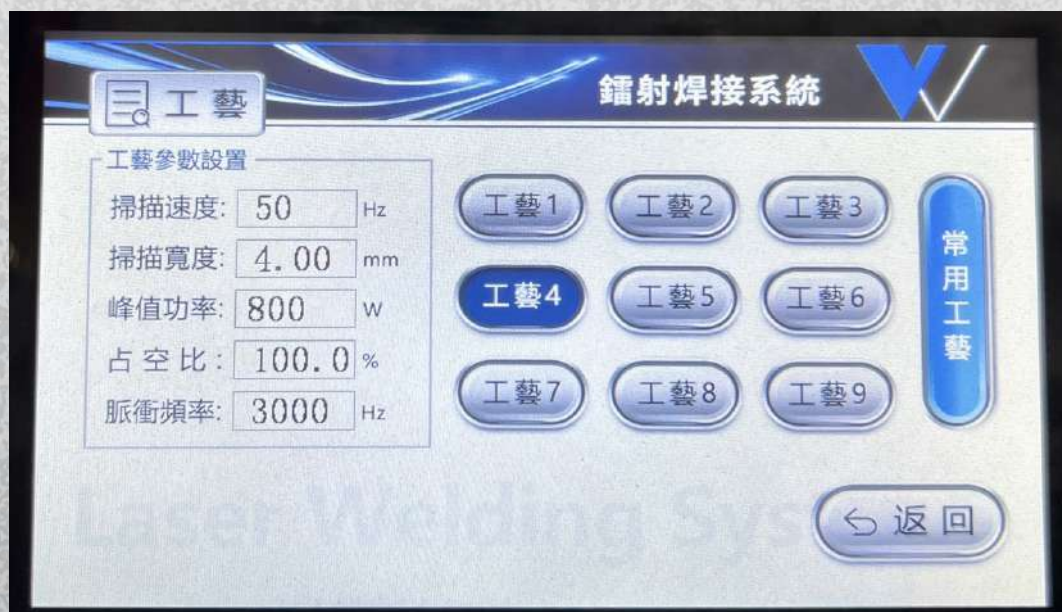 工藝
鐳射焊接系統
工藝參數設置
掃描速度: 50 Hz
掃描寬度: 4.00 mm
峰值功率: 800 W
占空比: 100.0 %
脈衝頻率: 3000 Hz
工藝1 工藝2 工藝3
工藝4 工藝5 工藝6
工藝7 工藝8 工藝9
常用工藝
Laser Welding Sys
返回